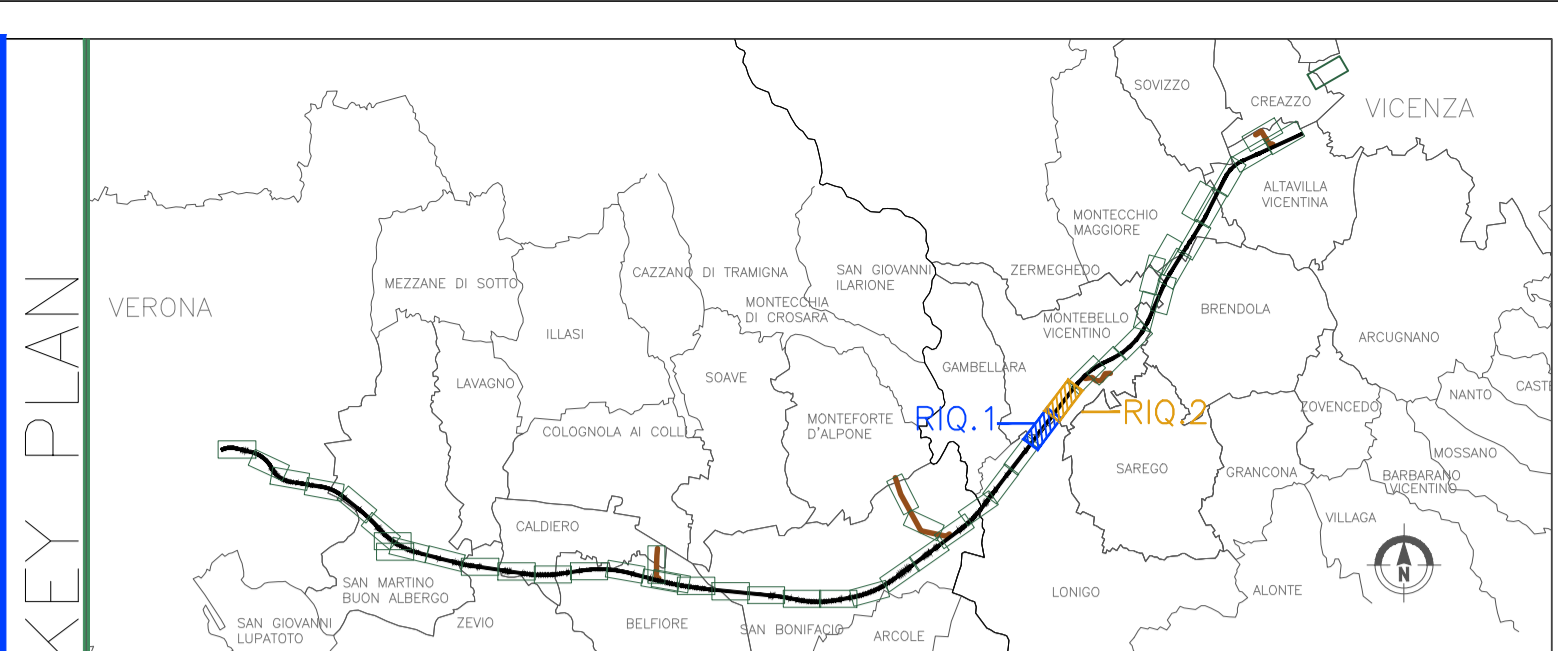 KEY PLAN
SOVIZZO
CREAZZO
VICENZA
ALTAVILLA
VICENTINA
MONTECCHIO
MAGGIORE
MEZZANE DI SOTTO
CAZZANO DI TRAMIGNA
SAN GIOVANNI
ILARIONE
ZERMEGHEDO
VERONA
MONTECCHIA
DI CROSARA
ILLASI
MONTEBELLO
VICENTINO
BRENDOLA
ARCUGNANO
LAVAGNO
SOAVE
GAMBELLARA
NANTO
CASTE
MONTEFORTE
D'ALPONE
RIQ.1
RIQ.2
ZOVENCEDO
COLOGNOLA AI COLLI
SAREGO
GRANCONA
MOSSANO
BARBARANO
VICENTINO
CALDIERO
VILLAGA
N
SAN MARTINO
BUON ALBERGO
LONIGO
ALONTE
SAN GIOVANNI
LUPATOTO
ZEVIO
BELFIORE
SAN BONIFACIO
ARCOLE